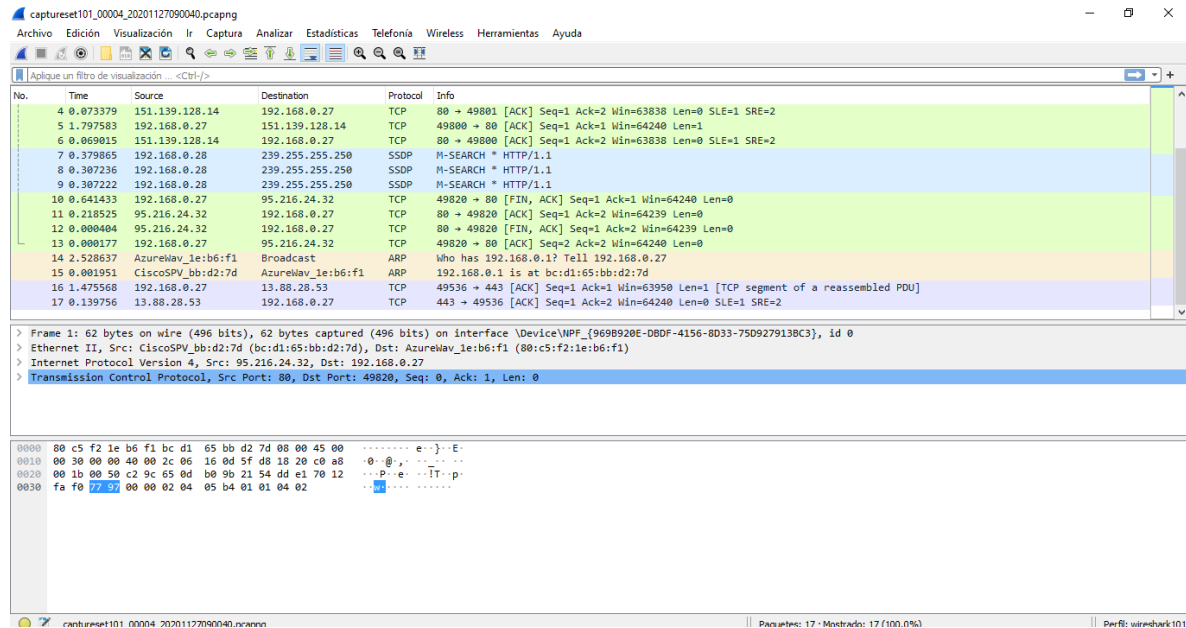 captureset101_00004_20201127090040.pcapng
Archivo Edición Visualización Ir Captura Analizar Estadísticas Telefonía Wireless Herramientas Ayuda
Aplique un filtro de visualización ... <Ctrl-/>
No. Time Source Destination Protocol Info
4 0.073379 151.139.128.14 192.168.0.27 TCP 80 → 49801 [ACK] Seq=1 Ack=2 Win=63838 Len=0 SLE=1 SRE=2
5 1.797583 192.168.0.27 151.139.128.14 TCP 49800 → 80 [ACK] Seq=1 Ack=1 Win=64240 Len=1
6 0.069015 151.139.128.14 192.168.0.27 TCP 80 → 49800 [ACK] Seq=1 Ack=2 Win=63838 Len=0 SLE=1 SRE=2
7 0.379865 192.168.0.28 239.255.255.250 SSDP M-SEARCH * HTTP/1.1
8 0.307236 192.168.0.28 239.255.255.250 SSDP M-SEARCH * HTTP/1.1
9 0.307222 192.168.0.28 239.255.255.250 SSDP M-SEARCH * HTTP/1.1
10 0.641433 192.168.0.27 95.216.24.32 TCP 49820 → 80 [FIN, ACK] Seq=1 Ack=1 Win=64240 Len=0
11 0.218525 95.216.24.32 192.168.0.27 TCP 80 → 49820 [ACK] Seq=1 Ack=2 Win=64239 Len=0
12 0.000404 95.216.24.32 192.168.0.27 TCP 80 → 49820 [FIN, ACK] Seq=1 Ack=2 Win=64239 Len=0
13 0.000177 192.168.0.27 95.216.24.32 TCP 49820 → 80 [ACK] Seq=2 Ack=2 Win=64240 Len=0
14 2.528637 AzureWav_1e:b6:f1 Broadcast ARP Who has 192.168.0.1? Tell 192.168.0.27
15 0.001951 CiscoSPV_bb:d2:7d AzureWav_1e:b6:f1 ARP 192.168.0.1 is at bc:d1:65:bb:d2:7d
16 1.475568 192.168.0.27 13.88.28.53 TCP 49536 → 443 [ACK] Seq=1 Ack=1 Win=63950 Len=1 [TCP segment of a reassembled PDU]
17 0.139756 13.88.28.53 192.168.0.27 TCP 443 → 49536 [ACK] Seq=1 Ack=2 Win=64240 Len=0 SLE=1 SRE=2
> Frame 1: 62 bytes on wire (496 bits), 62 bytes captured (496 bits) on interface \Device\NPF_{969B920E-DBDF-4156-8D33-75D927913BC3}, id 0
> Ethernet II, Src: CiscoSPV_bb:d2:7d (bc:d1:65:bb:d2:7d), Dst: AzureWav_1e:b6:f1 (80:c5:f2:1e:b6:f1)
> Internet Protocol Version 4, Src: 95.216.24.32, Dst: 192.168.0.27
> Transmission Control Protocol, Src Port: 80, Dst Port: 49820, Seq: 0, Ack: 1, Len: 0
0000 80 c5 f2 1e b6 f1 bc d1 65 bb d2 7d 08 00 45 00 ········ e··}··E·
0010 00 30 00 00 40 00 2c 06 16 0d 5f d8 18 20 c0 a8 ·0··@·,· ··_·· ··
0020 00 1b 00 50 c2 9c 65 0d b0 9b 21 54 dd e1 70 12 ···P··e· ··!T··p·
0030 fa f0 77 97 00 00 02 04 05 b4 01 01 04 02 ··w····· ······
captureset101_00004_20201127090040.pcapng Paquetes: 17 · Mostrado: 17 (100.0%) Perfil: wireshark101